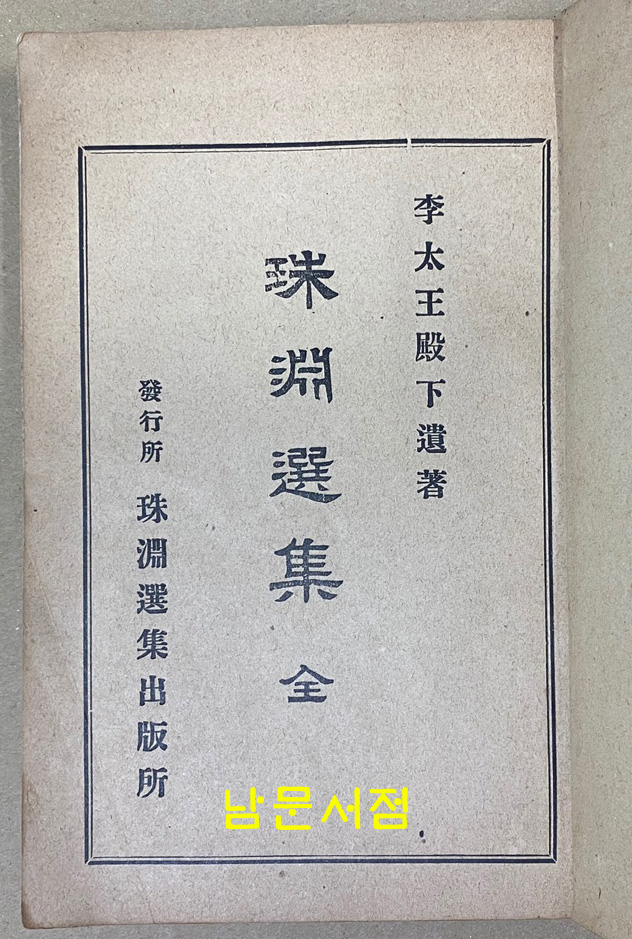 李太王殿下遺著
珠淵選集 全
發行所 珠淵選集出版所
남문서점